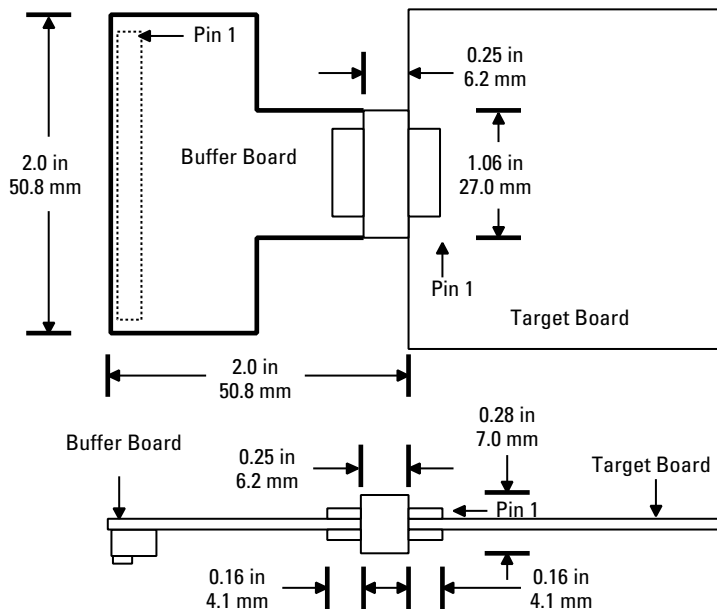 Pin 1
0.25 in
6.2 mm
2.0 in
50.8 mm
Buffer Board
1.06 in
27.0 mm
Pin 1
Target Board
2.0 in
50.8 mm
Buffer Board
0.25 in
6.2 mm
0.28 in
7.0 mm
Target Board
Pin 1
0.16 in
4.1 mm
0.16 in
4.1 mm